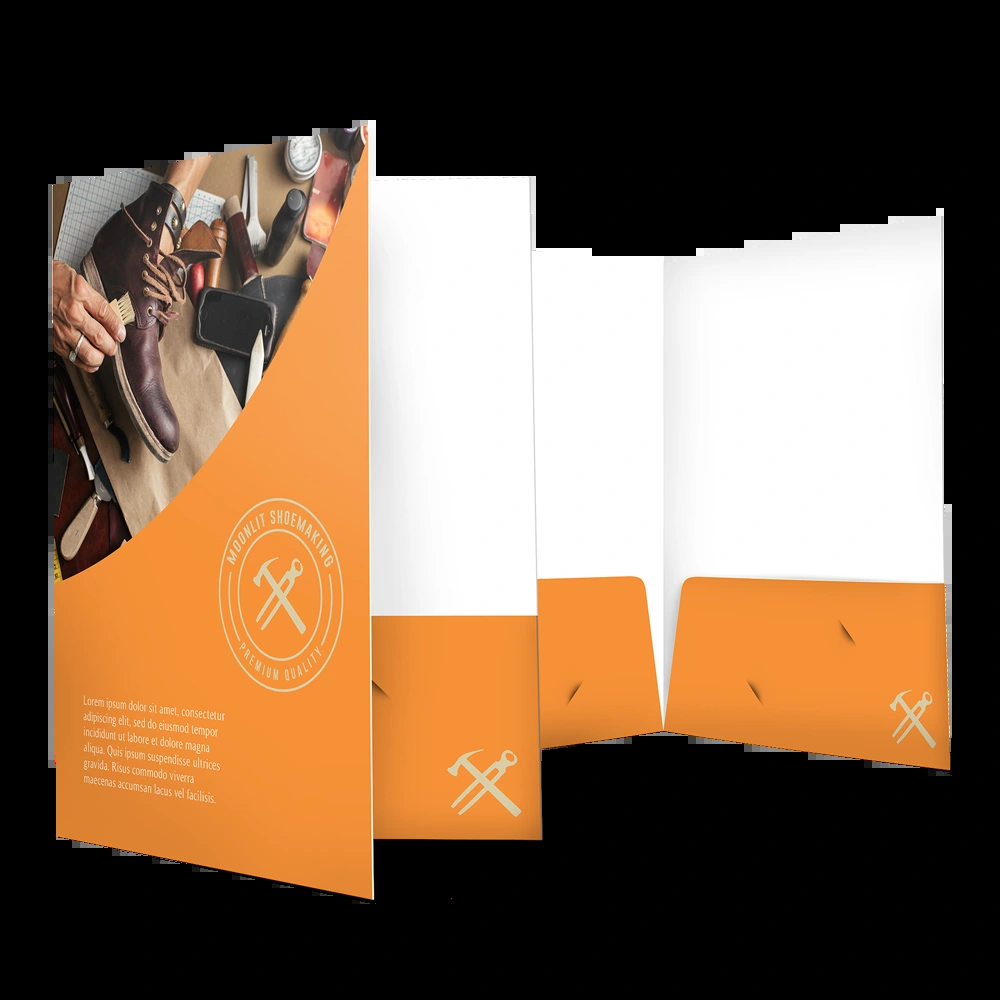 MOONLIT SHOEMAKING
PREMIUM QUALITY
Lorem ipsum dolor sit amet, consectetur
adipiscing elit, sed do eiusmod tempor
incididunt ut labore et dolore magna
aliqua. Quis ipsum suspendisse ultrices
gravida. Risus commodo viverra
maecenas accumsan lacus vel facilisis.